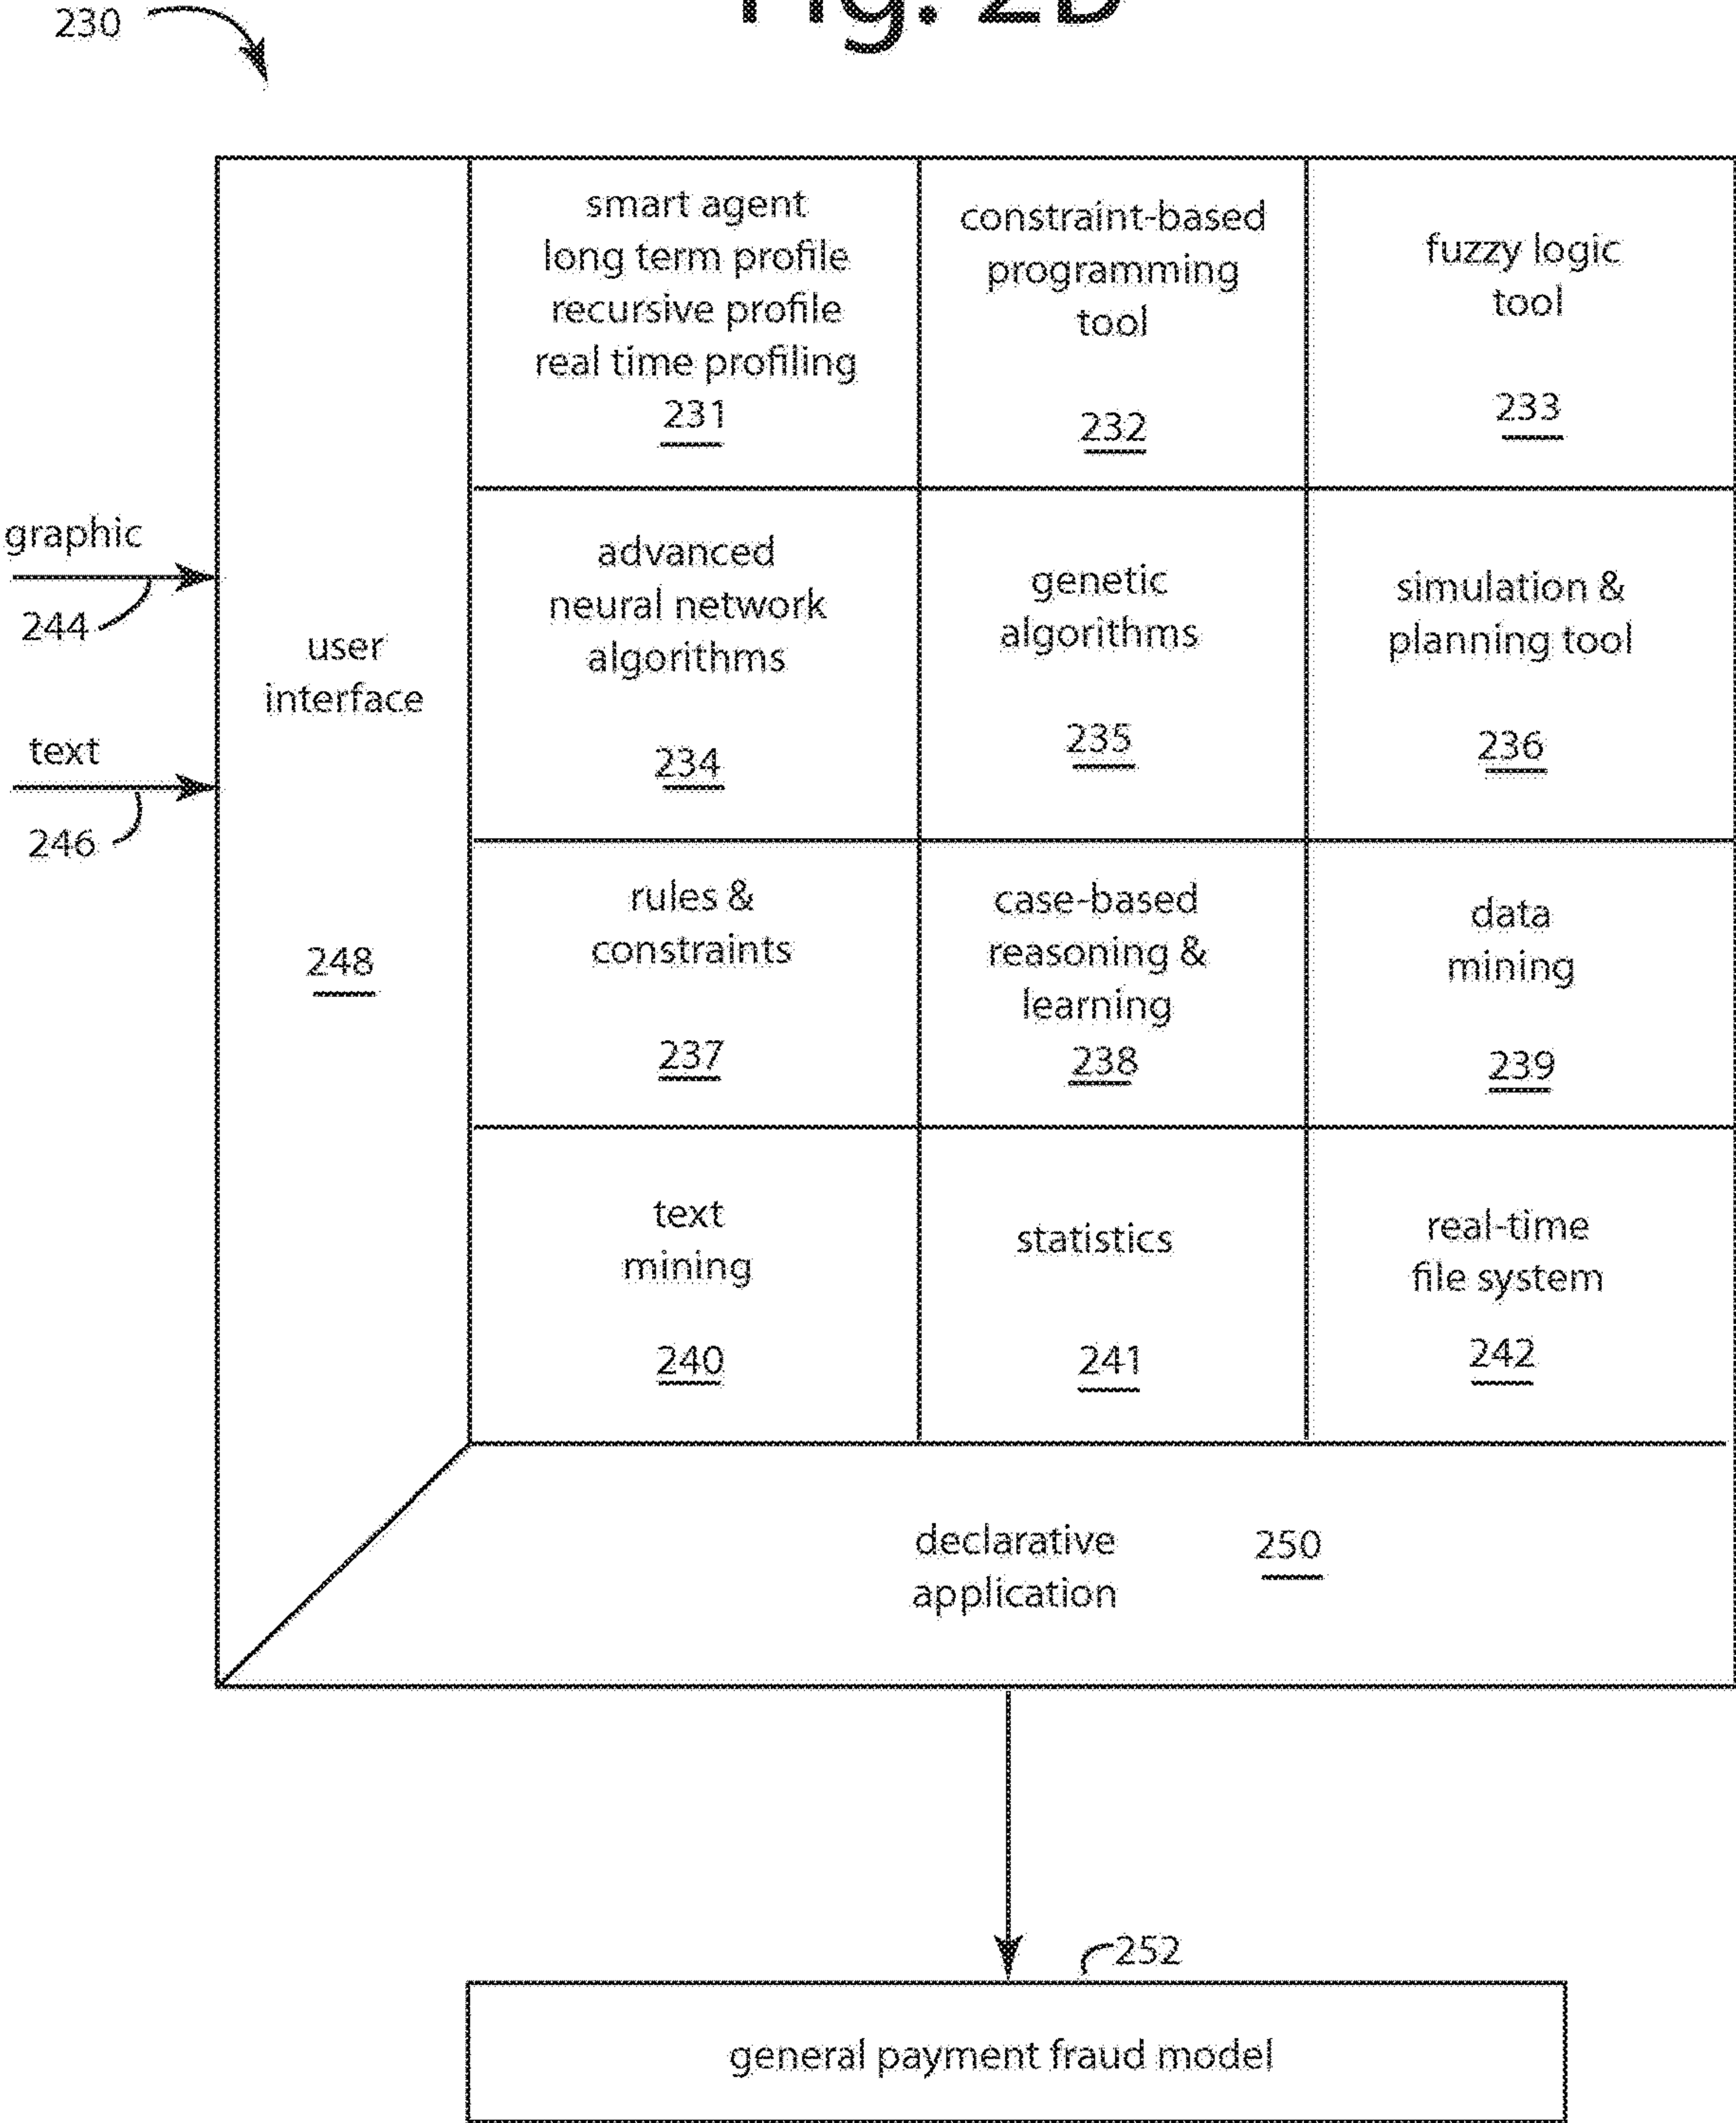 Fig. 2B
230
smart agent
long term profile
recursive profile
real time profiling
231
constraint-based
programming
tool
232
fuzzy logic
tool
233
graphic
244
text
246
user
interface
248
advanced
neural network
algorithms
234
genetic
algorithms
235
simulation &
planning tool
236
rules &
constraints
237
case-based
reasoning &
learning
238
data
mining
239
text
mining
240
statistics
241
real-time
file system
242
declarative
application
250
252
general payment fraud model